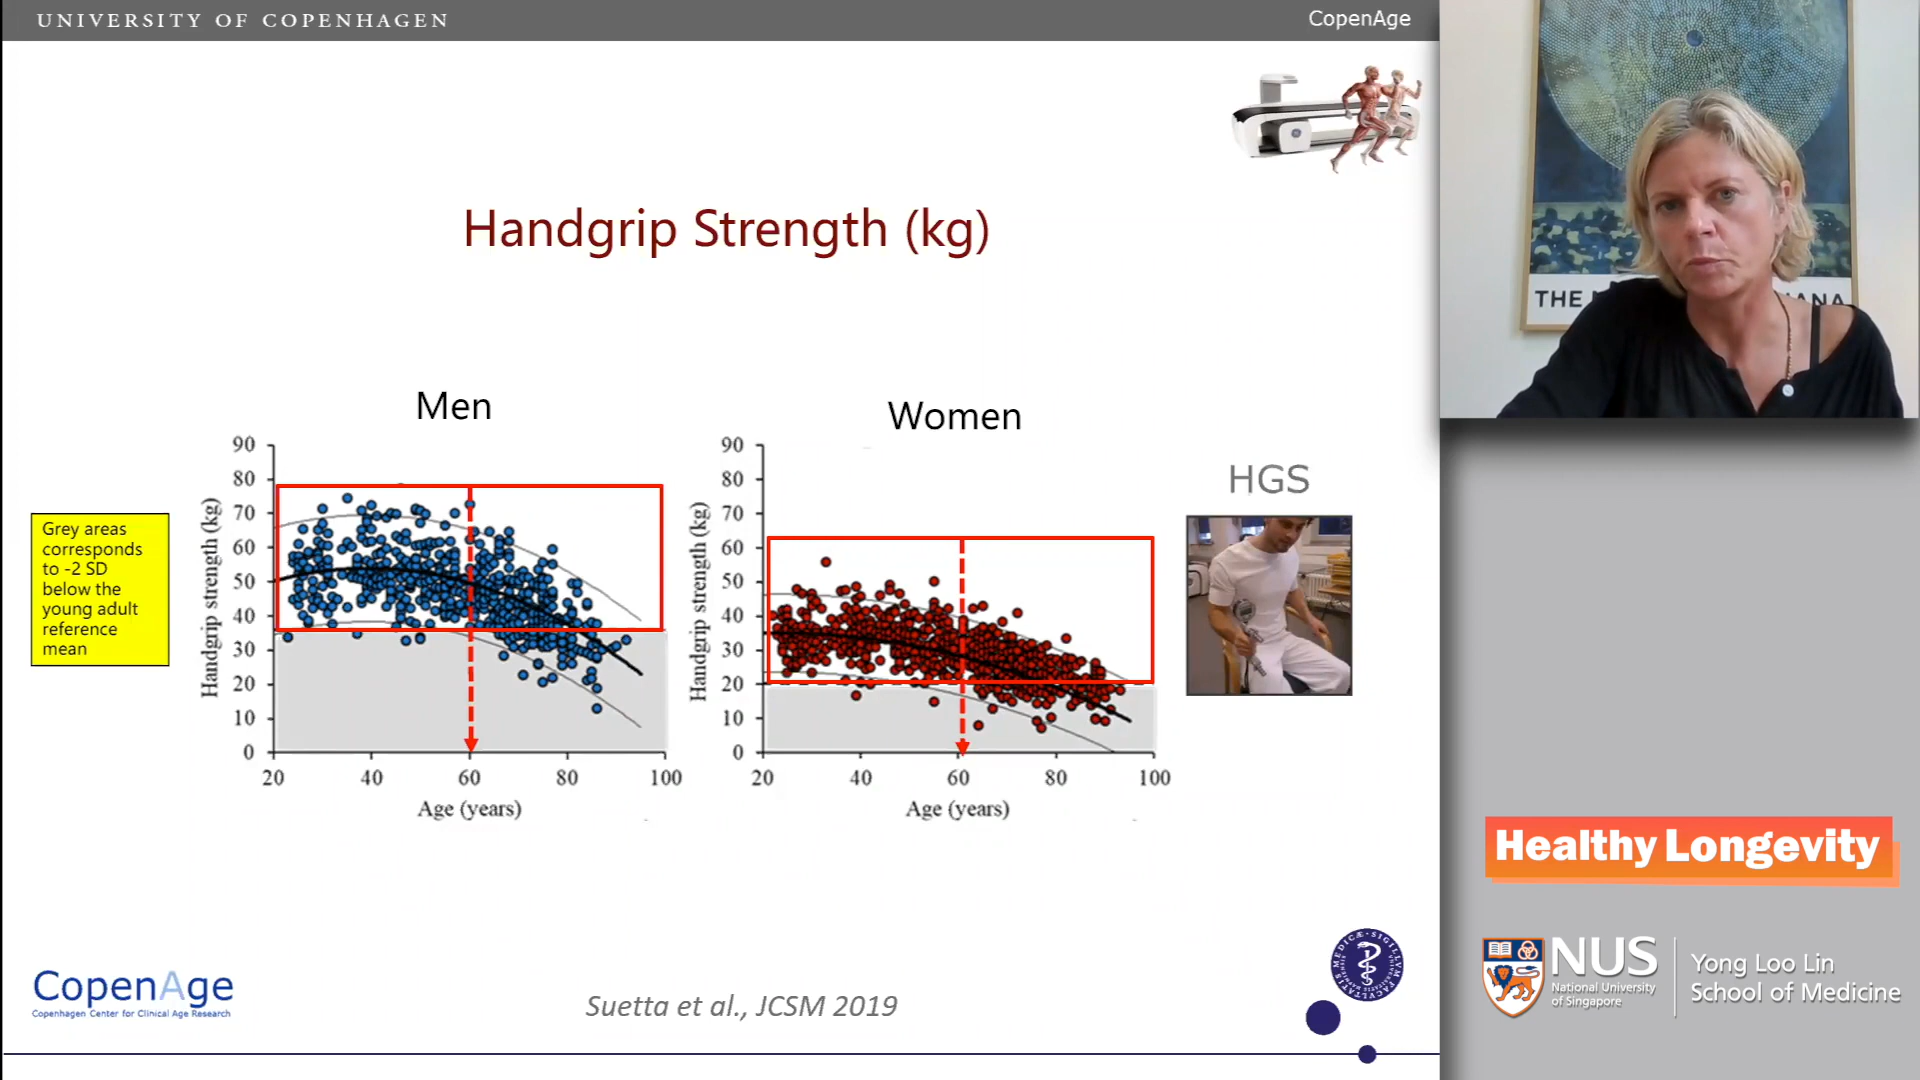 UNIVERSITY OF COPENHAGEN
CopenAge
Handgrip Strength (kg)
Men
Women
HGS
Grey areas
corresponds
to -2 SD
below the
young adult
reference
mean
Handgrip strength (kg)
90
80
70
60
50
40
30
20
10
0
20 40 60 80 100
Age (years)
Handgrip strength (kg)
90
80
70
60
50
40
30
20
10
0
20 40 60 80 100
Age (years)
CopenAge
Copenhagen Center for Clinical Age Research
Suetta et al., JCSM 2019
THE
Healthy Longevity
NUS
National University
of Singapore
Yong Loo Lin
School of Medicine